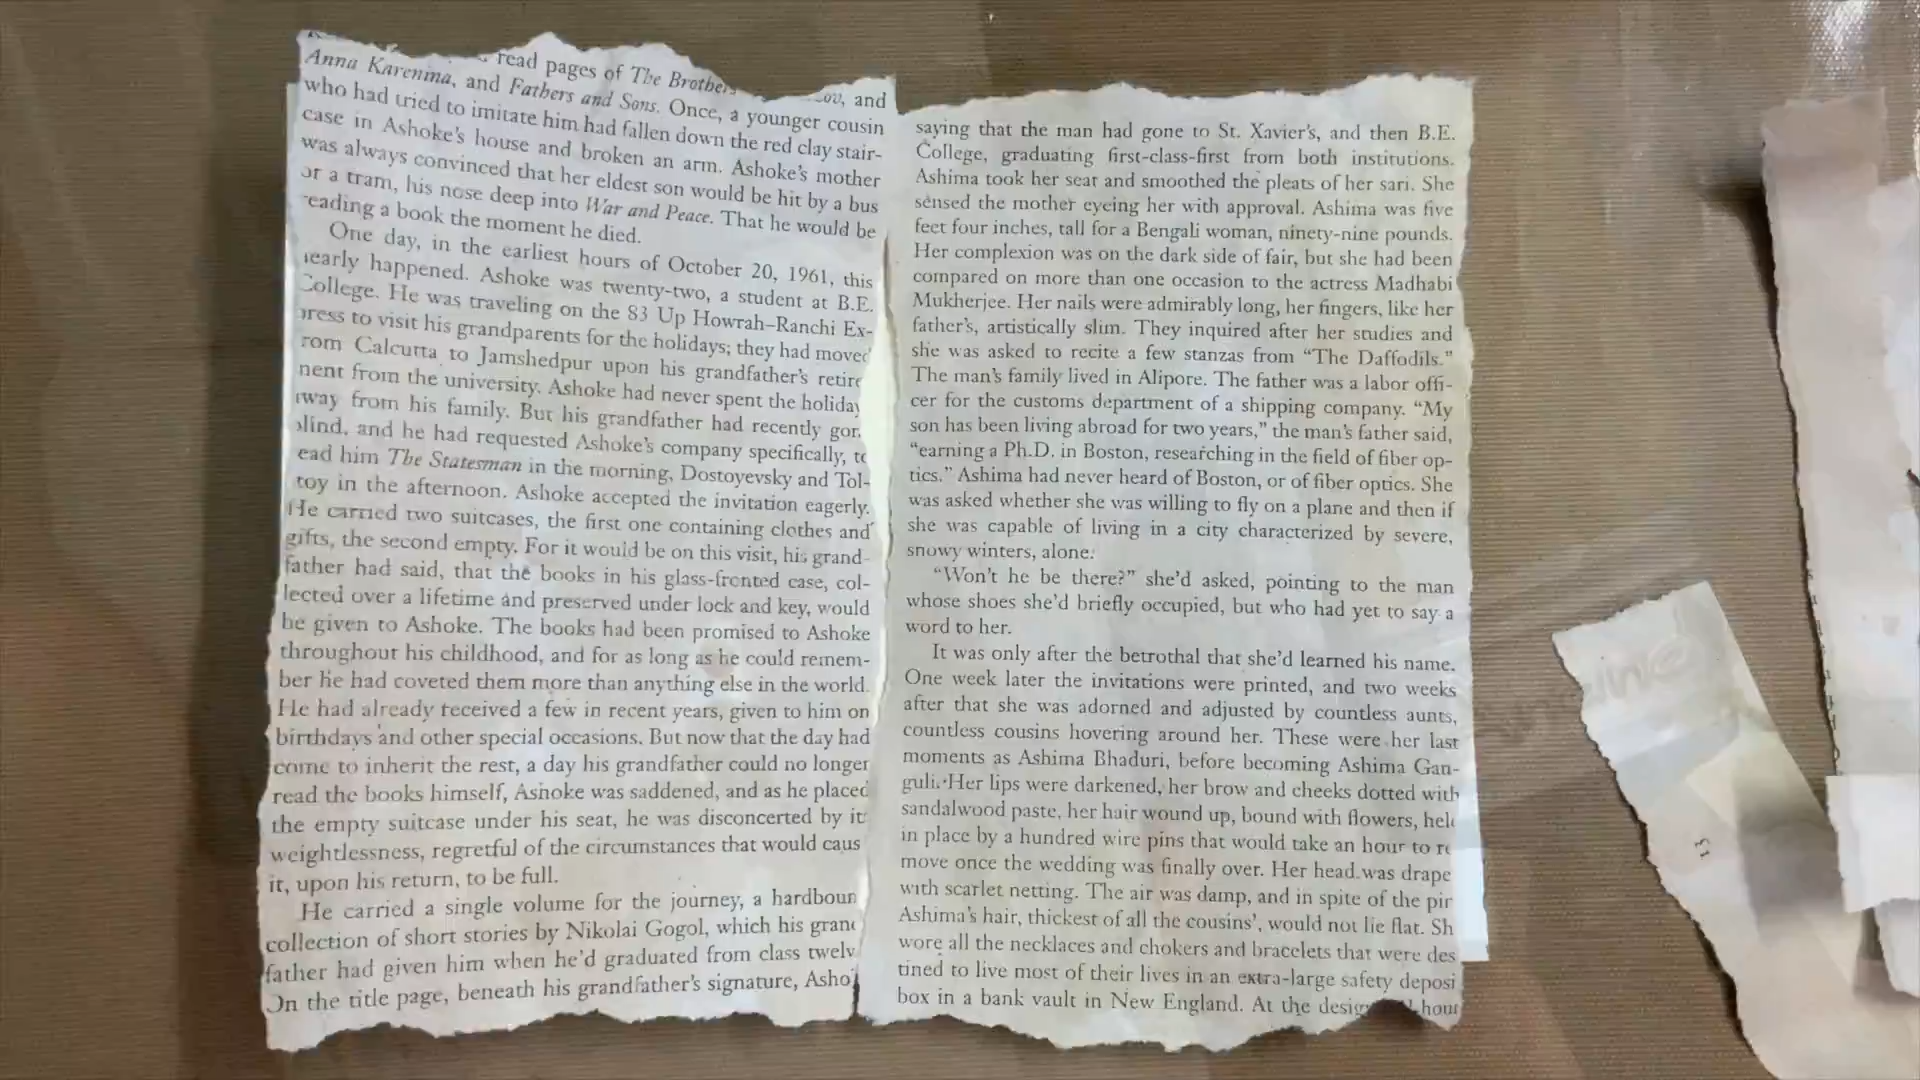 read pages of The Brothers
ov, and
Anna Karenina, and Fathers and Sons. Once, a younger cousin
who had tried to imitate him had fallen down the red clay stair-
case in Ashoke's house and broken an arm. Ashoke's mother
was always convinced that her eldest son would be hit by a bus
or a tram, his nose deep into War and Peace. That he would be
eading a book the moment he died.
One day, in the earliest hours of October 20, 1961, this
early happened. Ashoke was twenty-two, a student at B.E.
College. He was traveling on the 83 Up Howrah–Ranchi Ex-
ress to visit his grandparents for the holidays; they had moved
rom Calcutta to Jamshedpur upon his grandfather's retire
nent from the university. Ashoke had never spent the holiday
way from his family. But his grandfather had recently gon
lind, and he had requested Ashoke's company specifically, to
ead him The Statesman in the morning, Dostoyevsky and Tol-
toy in the afternoon. Ashoke accepted the invitation eagerly.
He carried two suitcases, the first one containing clothes and
gifts, the second empty. For it would be on this visit, his grand-
father had said, that the books in his glass-fronted case, col-
lected over a lifetime and preserved under lock and key, would
be given to Ashoke. The books had been promised to Ashoke
throughout his childhood, and for as long as he could remem-
ber he had coveted them more than anything else in the world.
He had already received a few in recent years, given to him on
birthdays and other special occasions. But now that the day had
come to inherit the rest, a day his grandfather could no longer
read the books himself, Ashoke was saddened, and as he placed
the empty suitcase under his seat, he was disconcerted by it
weightlessness, regretful of the circumstances that would caus
it, upon his return, to be full.
He carried a single volume for the journey, a hardboun
collection of short stories by Nikolai Gogol, which his gran
father had given him when he'd graduated from class twelv
On the title page, beneath his grandfather's signature, Asho
saying that the man had gone to St. Xavier's, and then B.E.
College, graduating first-class-first from both institutions.
Ashima took her seat and smoothed the pleats of her sari. She
sensed the mother eyeing her with approval. Ashima was five
feet four inches, tall for a Bengali woman, ninety-nine pounds.
Her complexion was on the dark side of fair, but she had been
compared on more than one occasion to the actress Madhabi
Mukherjee. Her nails were admirably long, her fingers, like her
father's, artistically slim. They inquired after her studies and
she was asked to recite a few stanzas from “The Daffodils.”
The man's family lived in Alipore. The father was a labor offi-
cer for the customs department of a shipping company. “My
son has been living abroad for two years,” the man's father said,
“earning a Ph.D. in Boston, researching in the field of fiber op-
tics.” Ashima had never heard of Boston, or of fiber optics. She
was asked whether she was willing to fly on a plane and then if
she was capable of living in a city characterized by severe,
snowy winters, alone.
“Won't he be there?” she'd asked, pointing to the man
whose shoes she'd briefly occupied, but who had yet to say a
word to her.
It was only after the betrothal that she'd learned his name.
One week later the invitations were printed, and two weeks
after that she was adorned and adjusted by countless aunts,
countless cousins hovering around her. These were her last
moments as Ashima Bhaduri, before becoming Ashima Gan-
guli. Her lips were darkened, her brow and cheeks dotted with
sandalwood paste, her hair wound up, bound with flowers, hel
in place by a hundred wire pins that would take an hour to re
move once the wedding was finally over. Her head was drape
with scarlet netting. The air was damp, and in spite of the pin
Ashima's hair, thickest of all the cousins', would not lie flat. Sh
wore all the necklaces and chokers and bracelets that were des
tined to live most of their lives in an extra-large safety deposi
box in a bank vault in New England. At the desig hour
13